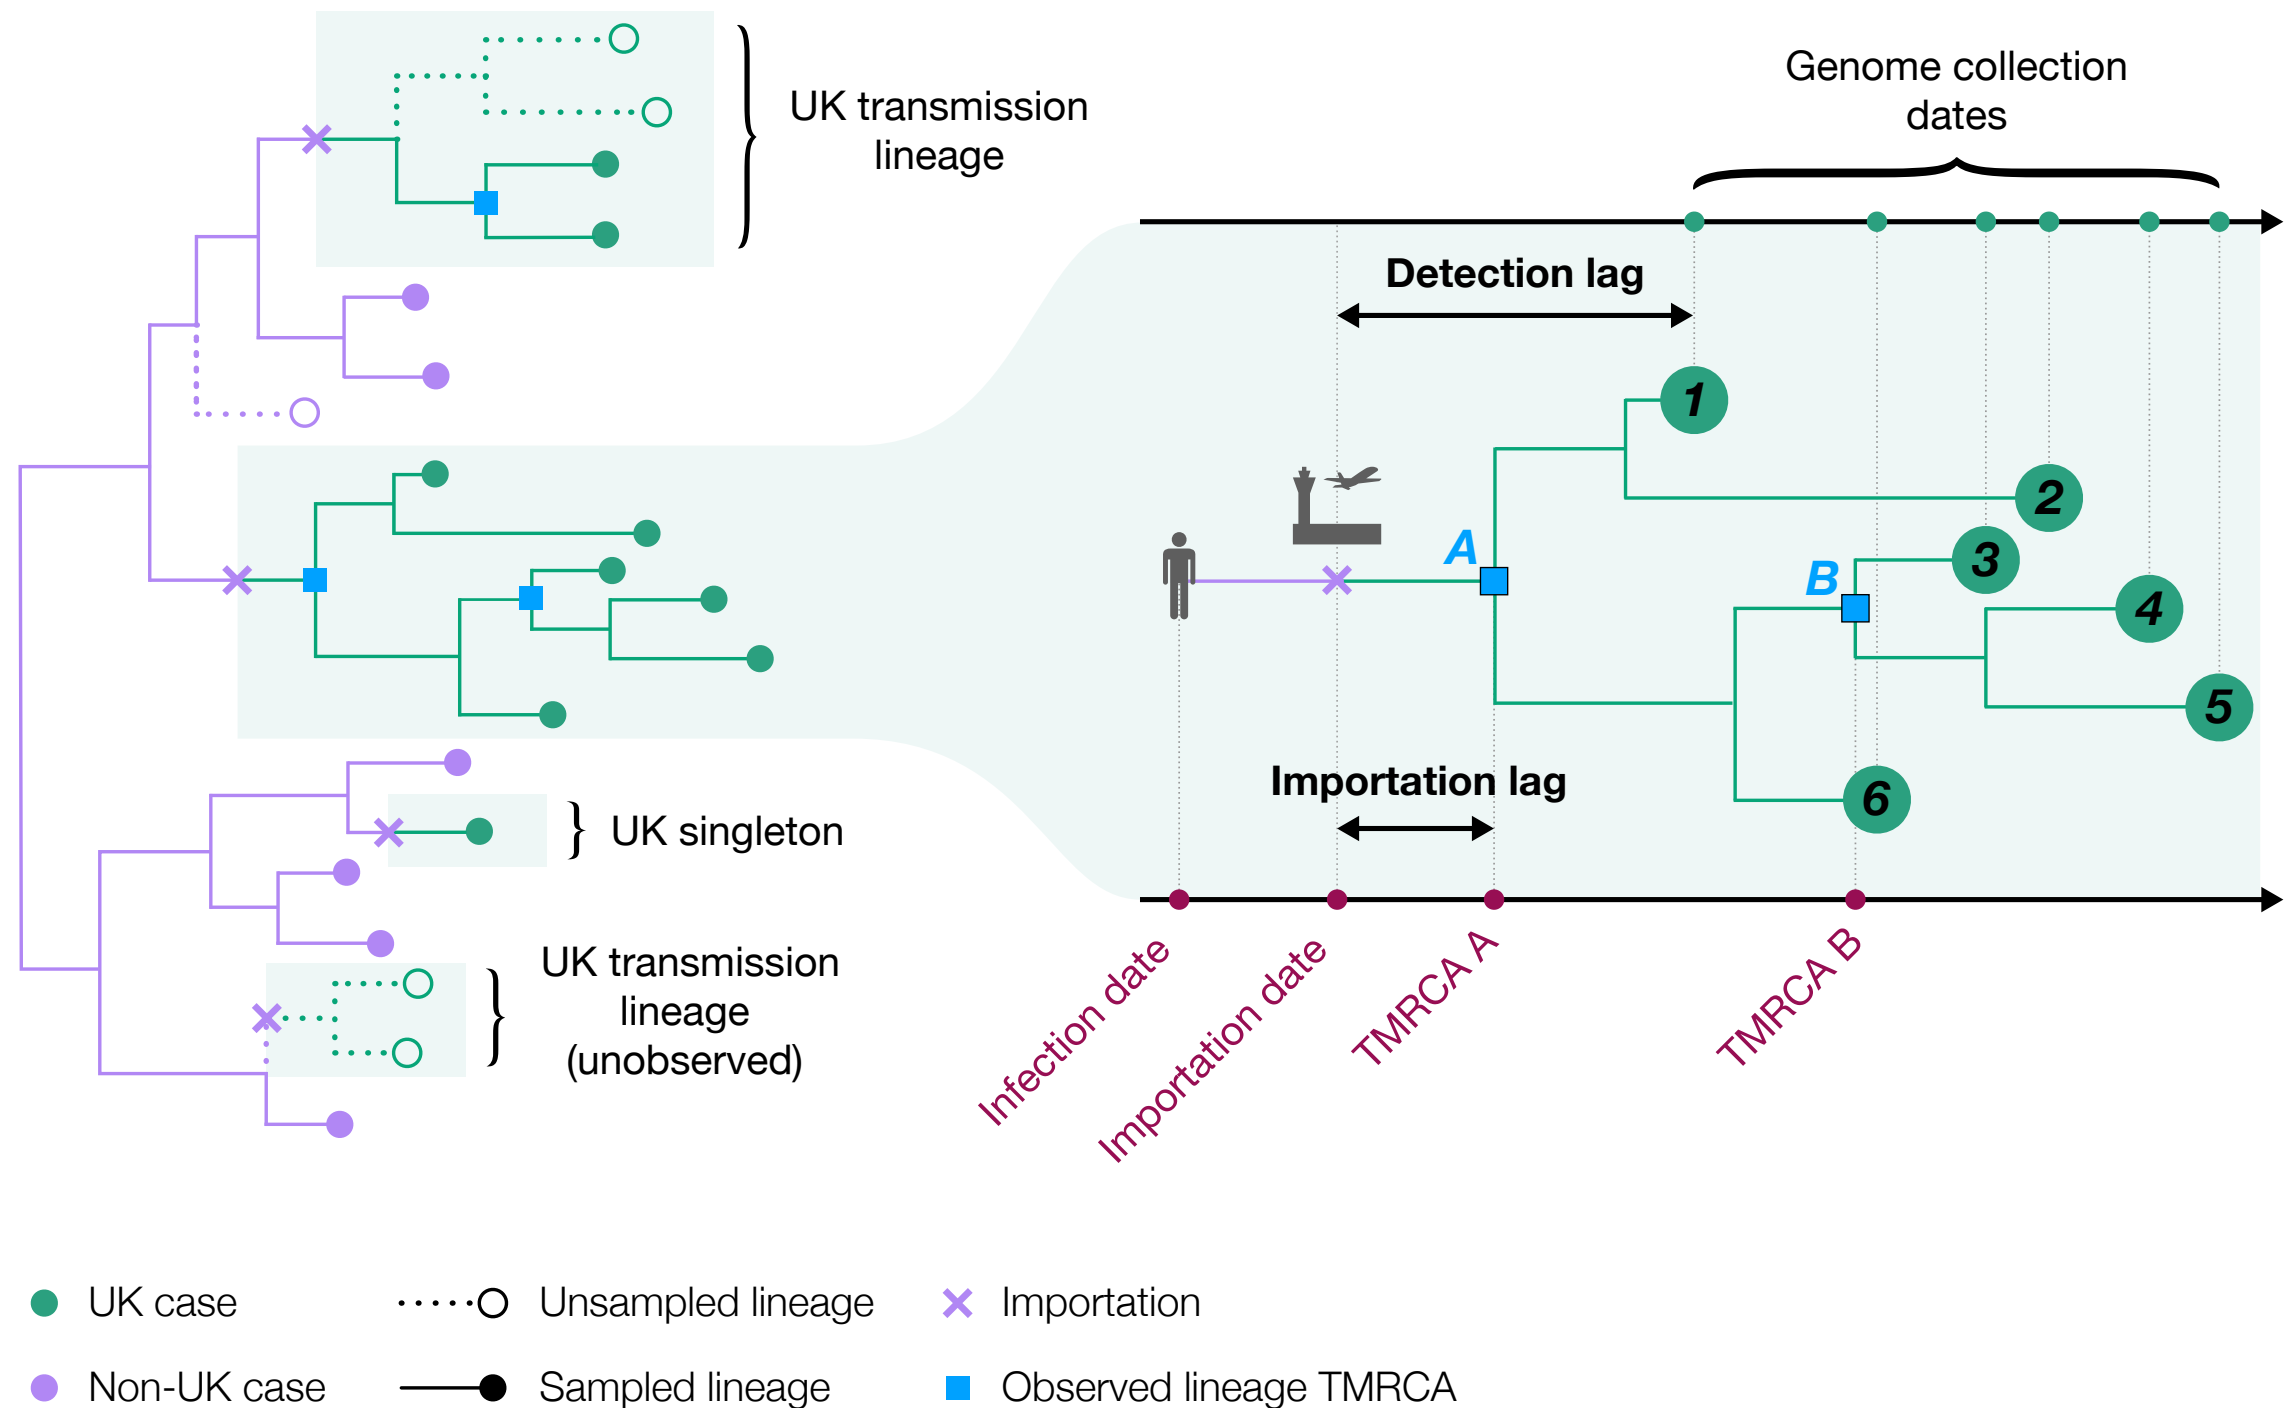 UK transmission
lineage
Genome collection
dates
Detection lag
1
2
A
3
B
4
5
Importation lag
6
UK singleton
UK transmission
lineage
(unobserved)
Infection date
Importation date
TMRCA A
TMRCA B
UK case
Unsampled lineage
Importation
Non-UK case
Sampled lineage
Observed lineage TMRCA